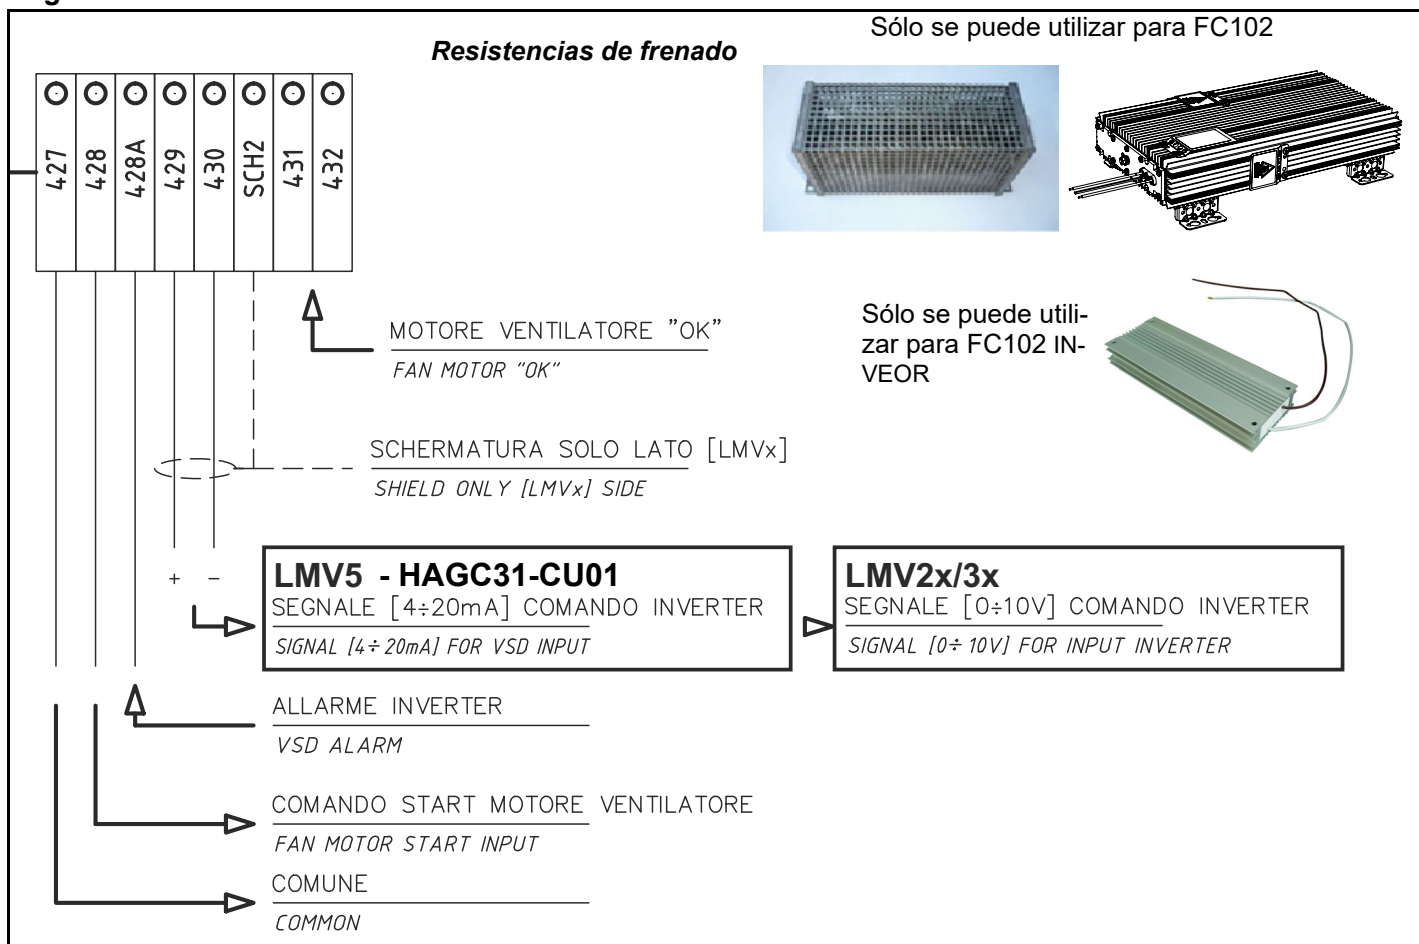 Sólo se puede utilizar para FC102
Resistencias de frenado
427
428
428A
429
430
SCH2
431
432
Sólo se puede utili-
zar para FC102 IN-
VEOR
MOTORE VENTILATORE "OK"
FAN MOTOR "OK"
SCHERMATURA SOLO LATO [LMVx]
SHIELD ONLY [LMVx] SIDE
+ −
LMV5 - HAGC31-CU01
SEGNALE [4÷20mA] COMANDO INVERTER
SIGNAL [4÷20mA] FOR VSD INPUT
LMV2x/3x
SEGNALE [0÷10V] COMANDO INVERTER
SIGNAL [0÷10V] FOR INPUT INVERTER
ALLARME INVERTER
VSD ALARM
COMANDO START MOTORE VENTILATORE
FAN MOTOR START INPUT
COMUNE
COMMON